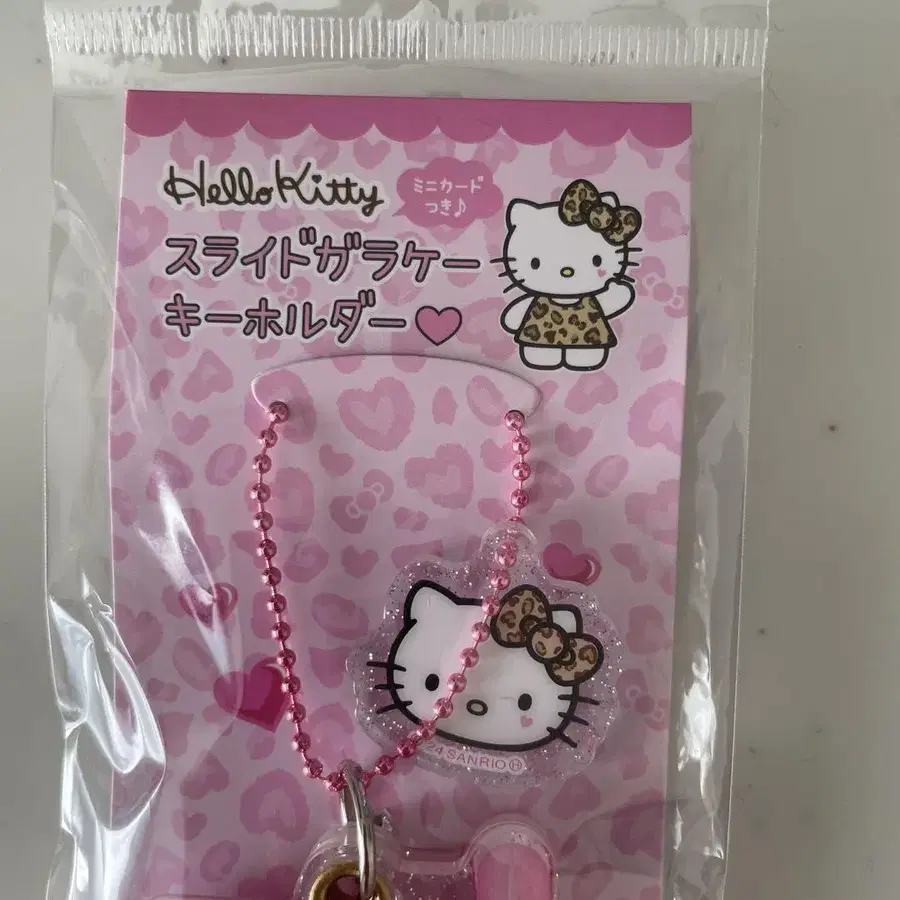 Hello Kitty
ミニカード
つき♪
スライドガラケー
キーホルダー♡
24 SANRIO Ⓗ